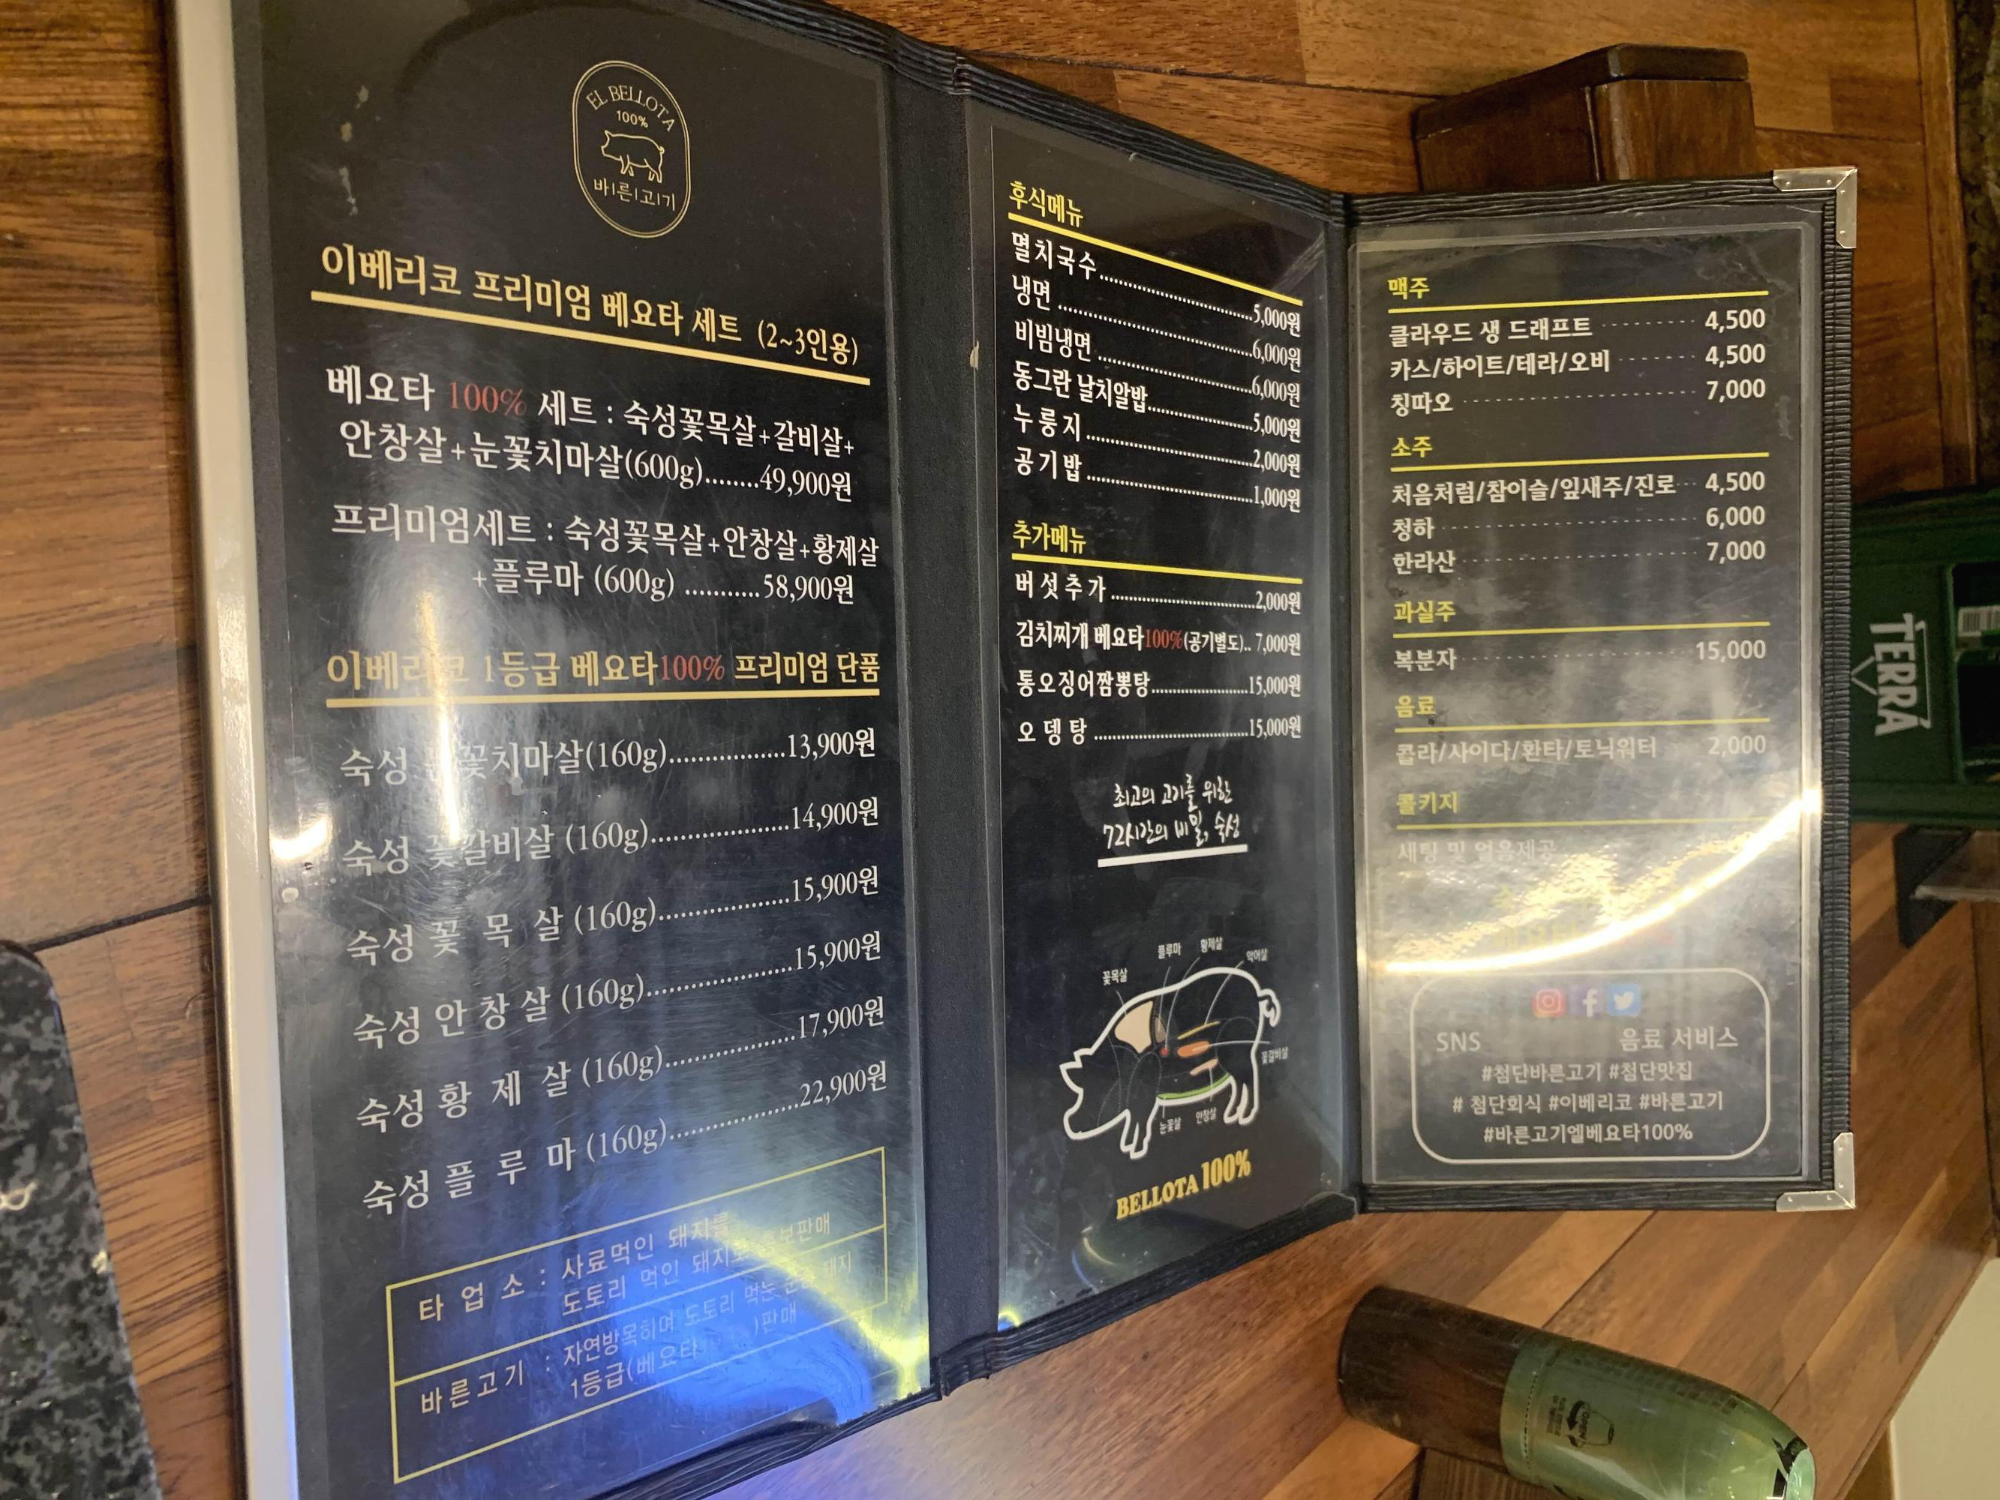 EL BELLOTA
100%
바른고기
이베리코 프리미엄 베요타 세트 (2~3인용)
베요타 100% 세트 : 숙성꽃목살+갈비살+
안창살+눈꽃치마살(600g)........49,900원
프리미엄세트 : 숙성꽃목살+안창살+황제살
+플루마 (600g) ...........58,900원
이베리코 1등급 베요타100% 프리미엄 단품
숙성 눈꽃치마살(160g)..................13,900원
숙성 꽃갈비살 (160g)....................14,900원
숙성 꽃 목 살 (160g)...................15,900원
숙성 안 창 살 (160g).....................15,900원
숙성 황 제 살 (160g)...................17,900원
숙성 플 루 마 (160g)...................22,900원
타 업 소 : 사료먹인 돼지를
도토리 먹인 돼지로 홍보판매
바른고기 : 자연방목하며 도토리 먹는 돼지
1등급(베요타 )판매
후식메뉴
멸치국수................................5,000원
냉면 ........................................6,000원
비빔냉면 ................................6,000원
동그란 날치알밥......................5,000원
누룽지....................................2,000원
공기밥....................................1,000원
추가메뉴
버섯추가................................2,000원
김치찌개 베요타100%(공기별도).. 7,000원
통오징어짬뽕탕......................15,000원
오뎅탕 ..................................15,000원
최고의 고기를 위한
72시간의 비밀, 숙성
플루마 황제살
꽃목살 악어살
꽃갈비살
눈꽃살 안창살
BELLOTA 100%
맥주
클라우드 생 드래프트 ·········· 4,500
카스/하이트/테라/오비 ········ 4,500
칭따오 ························ 7,000
소주
처음처럼/참이슬/잎새주/진로·· 4,500
청하 ·························· 6,000
한라산 ························ 7,000
과실주
복분자 ························ 15,000
음료
콜라/사이다/환타/토닉워터 2,000
콜키지
세팅 및 얼음제공
SNS 음료 서비스
#첨단바른고기 #첨단맛집
# 첨단회식 #이베리코 #바른고기
#바른고기엘베요타100%
TERRA